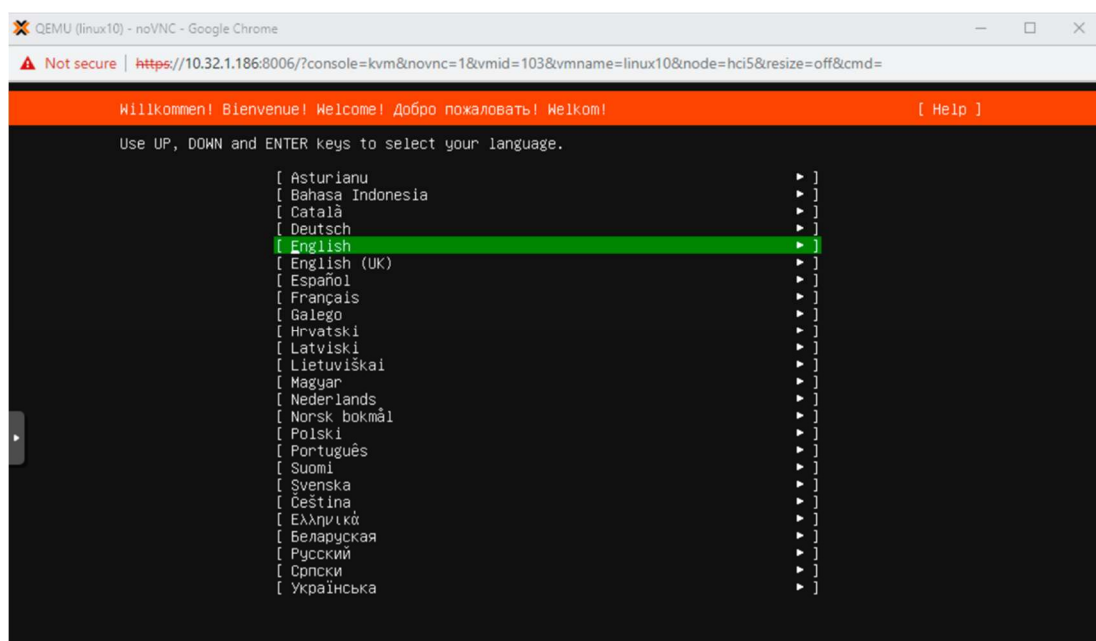 QEMU (linux10) - noVNC - Google Chrome
Not secure | https://10.32.1.186:8006/?console=kvm&novnc=1&vmid=103&vmname=linux10&node=hci5&resize=off&cmd=
Willkommen! Bienvenue! Welcome! Добро пожаловать! Welkom! [ Help ]
Use UP, DOWN and ENTER keys to select your language.
[ Asturianu ► ]
[ Bahasa Indonesia ► ]
[ Català ► ]
[ Deutsch ► ]
[ English ► ]
[ English (UK) ► ]
[ Español ► ]
[ Français ► ]
[ Galego ► ]
[ Hrvatski ► ]
[ Latviski ► ]
[ Lietuviškai ► ]
[ Magyar ► ]
[ Nederlands ► ]
[ Norsk bokmål ► ]
[ Polski ► ]
[ Português ► ]
[ Suomi ► ]
[ Svenska ► ]
[ Čeština ► ]
[ Ελληνικά ► ]
[ Беларуская ► ]
[ Русский ► ]
[ Српски ► ]
[ Українська ► ]